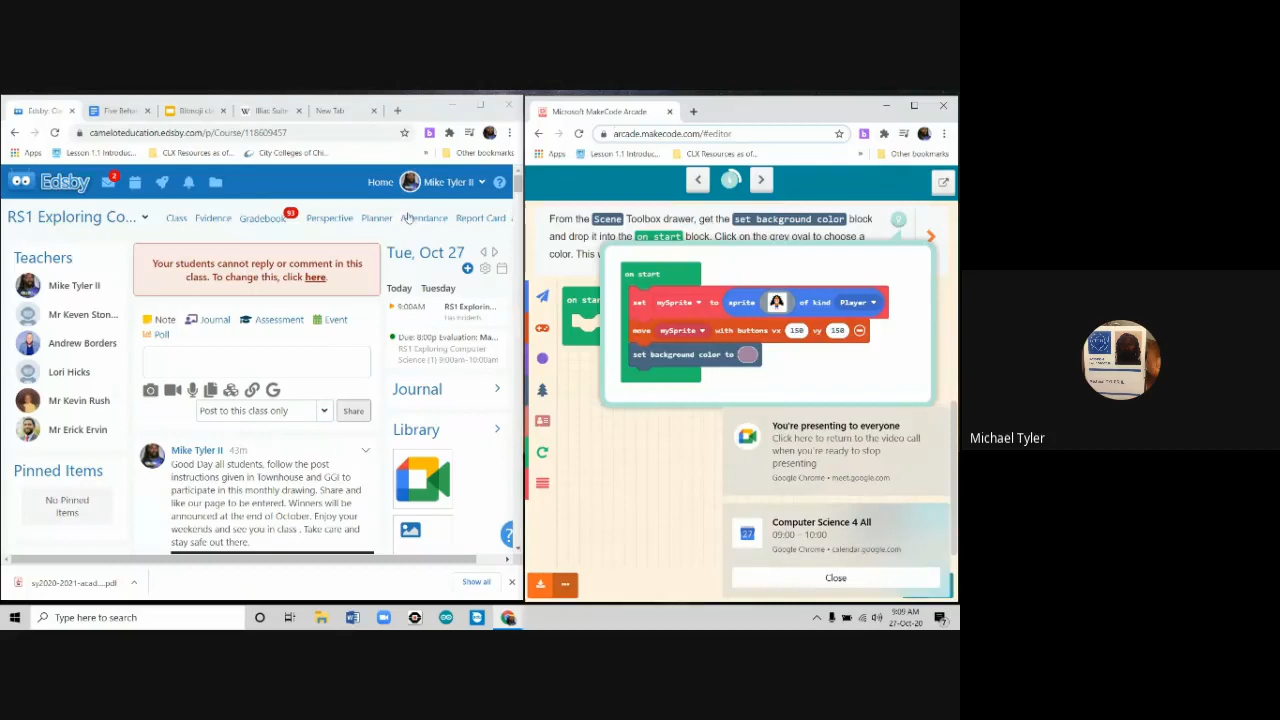 Edsby: Cla
Five Beha
Bitmoji cl
Illiac Suite
New Tab
cameloteducation.edsby.com/p/Course/118609457
Apps
Lesson 1.1 Introduc...
CLX Resources as of...
City Colleges of Chi...
Other bookmarks
2
Edsby
Home
Mike Tyler II
RS1 Exploring Co...
Class
Evidence
Gradebook
93
Perspective
Planner
Attendance
Report Card
Teachers
Mike Tyler II
Mr Keven Ston...
Andrew Borders
Lori Hicks
Mr Kevin Rush
Mr Erick Ervin
Pinned Items
No Pinned
Items
Your students cannot reply or comment in this
class. To change this, click here.
Note
Journal
Assessment
Event
Poll
Post to this class only
Share
Mike Tyler II 43m
Good Day all students, follow the post
instructions given in Townhouse and GGI to
participate in this monthly drawing. Share and
like our page to be entered. Winners will be
announced at the end of October. Enjoy your
weekends and see you in class . Take care and
stay safe out there.
Tue, Oct 27
Today Tuesday
9:00AM
RS1 Explorin...
Due: 8:00p Evaluation: Ma...
RS1 Exploring Computer
Science (1) 9:00am-10:00am
Journal
Library
sy2020-2021-acad....pdf
Show all
Microsoft MakeCode Arcade
arcade.makecode.com/#editor
Apps
Lesson 1.1 Introduc...
CLX Resources as of...
Other bookmarks
From the Scene Toolbox drawer, get the set background color block
and drop it into the on start block. Click on the grey oval to choose a
color. This
on star
on start
set mySprite to sprite of kind Player
move mySprite with buttons vx 150 vy 150
set background color to
You're presenting to everyone
Click here to return to the video call
when you're ready to stop
presenting
Google Chrome • meet.google.com
27
Computer Science 4 All
09:00 – 10:00
Google Chrome • calendar.google.com
Close
Type here to search
9:09 AM
27-Oct-20
7
Michael Tyler